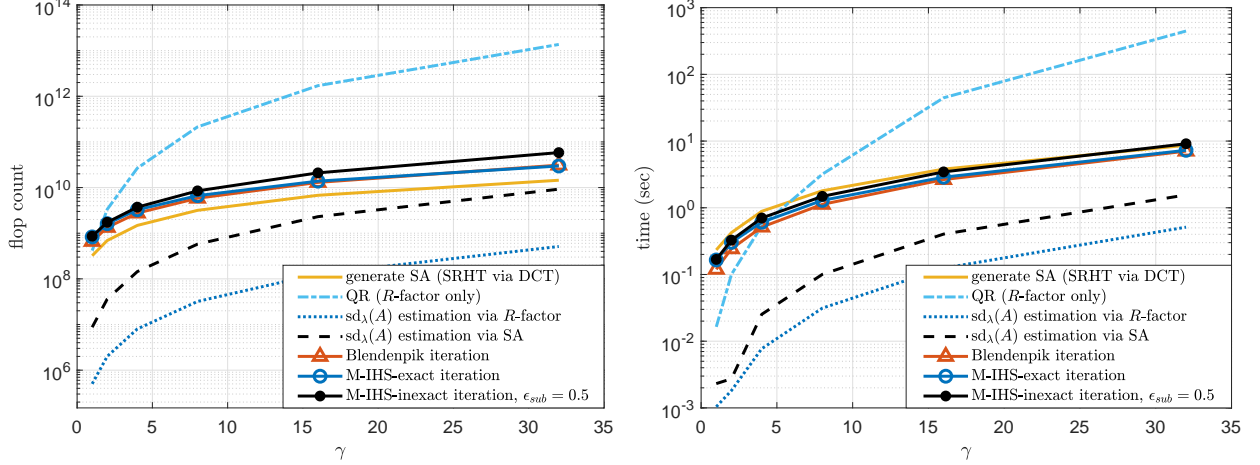 10^14
10^12
10^10
10^8
10^6
flop count
0 5 10 15 20 25 30 35
γ
generate SA (SRHT via DCT)
QR (R-factor only)
sd_λ(A) estimation via R-factor
sd_λ(A) estimation via SA
Blendenpik iteration
M-IHS-exact iteration
M-IHS-inexact iteration, ϵ_sub = 0.5
10^3
10^2
10^1
10^0
10^-1
10^-2
10^-3
time (sec)
0 5 10 15 20 25 30 35
γ
generate SA (SRHT via DCT)
QR (R-factor only)
sd_λ(A) estimation via R-factor
sd_λ(A) estimation via SA
Blendenpik iteration
M-IHS-exact iteration
M-IHS-inexact iteration, ϵ_sub = 0.5